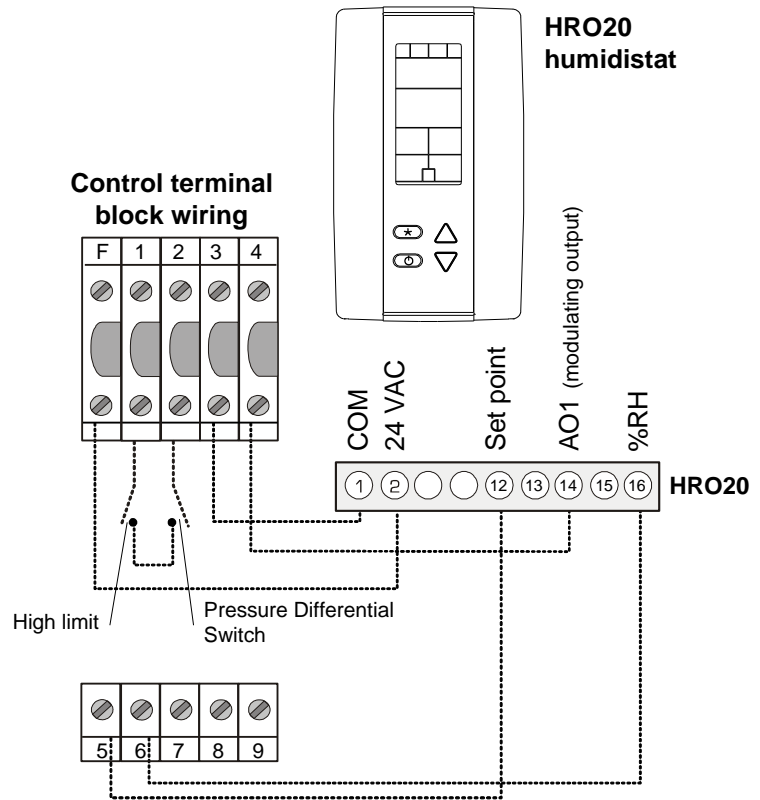 HRO20
humidistat
Control terminal
block wiring
F 1 2 3 4
COM
24 VAC
Set point
AO1 (modulating output)
%RH
1 2 12 13 14 15 16
HRO20
High limit
Pressure Differential
Switch
5 6 7 8 9